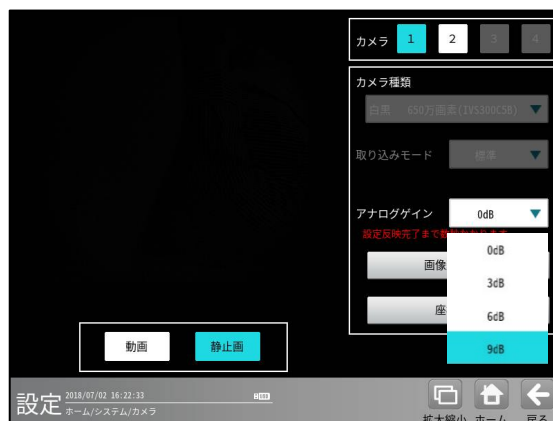 カメラ 1 2 3 4
カメラ種類
白黒 650万画素(IVS300C5B)
取り込みモード 標準
アナログゲイン 0dB
設定反映完了まで
0dB
画像
3dB
座
6dB
9dB
動画 静止画
設定
2018/07/02 16:22:33
ホーム/システム/カメラ
拡大縮小 ホーム 戻る